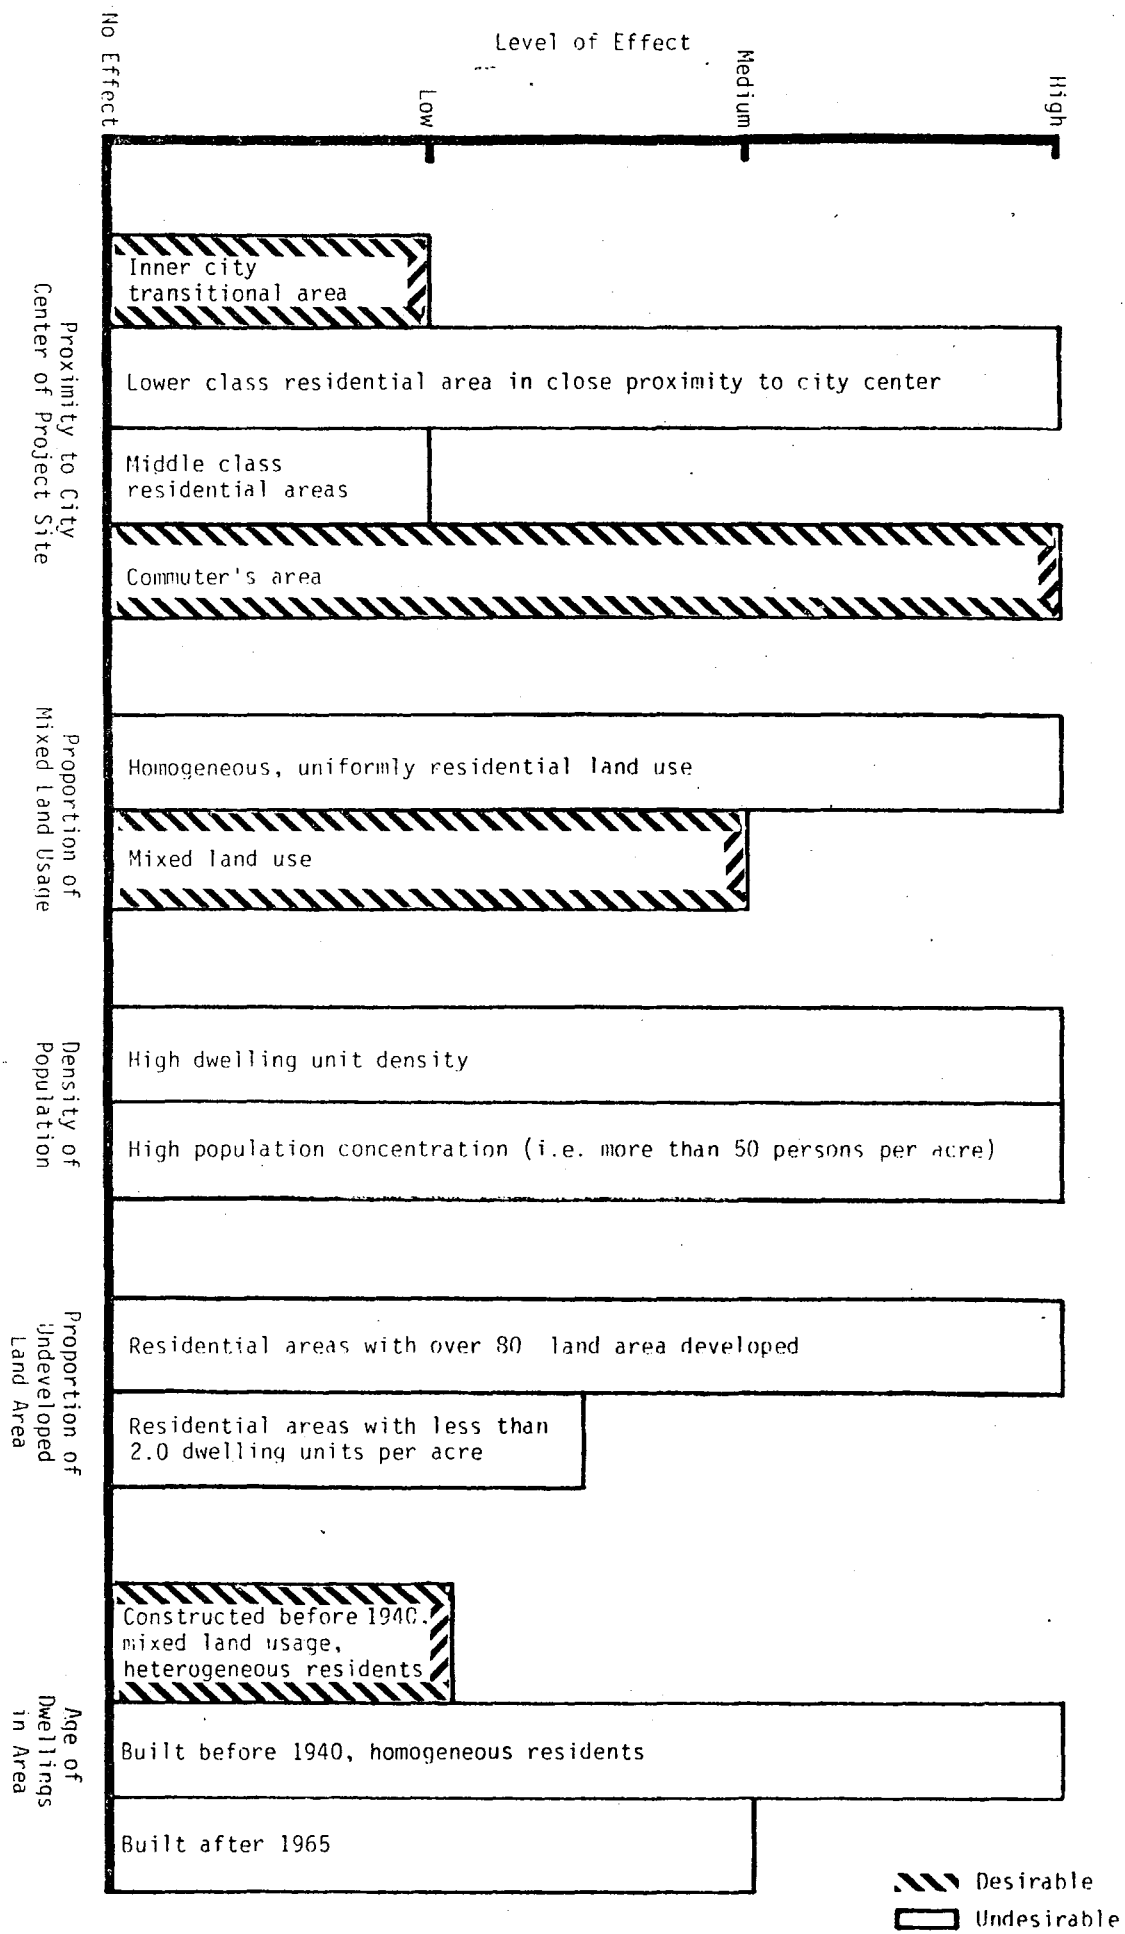 Level of Effect
No Effect
Low
Medium
High
Proximity to City
Center of Project Site
Inner city
transitional area
Lower class residential area in close proximity to city center
Middle class
residential areas
Commuter's area
Proportion of
Mixed Land Usage
Homogeneous, uniformly residential land use
Mixed land use
Density of
Population
High dwelling unit density
High population concentration (i.e. more than 50 persons per acre)
Proportion of
Undeveloped
Land Area
Residential areas with over 80 land area developed
Residential areas with less than
2.0 dwelling units per acre
Age of
Dwellings
in Area
Constructed before 1940,
mixed land usage,
heterogeneous residents
Built before 1940, homogeneous residents
Built after 1965
Desirable
Undesirable